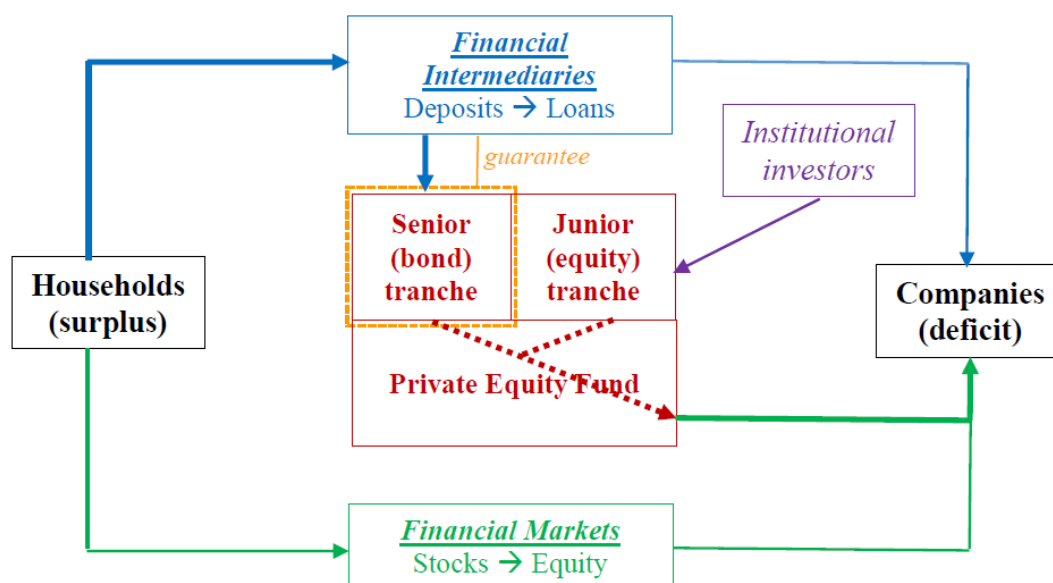 Financial
Intermediaries
Deposits → Loans
guarantee
Institutional
investors
Senior
(bond)
tranche
Junior
(equity)
tranche
Households
(surplus)
Companies
(deficit)
Private Equity Fund
Financial Markets
Stocks → Equity